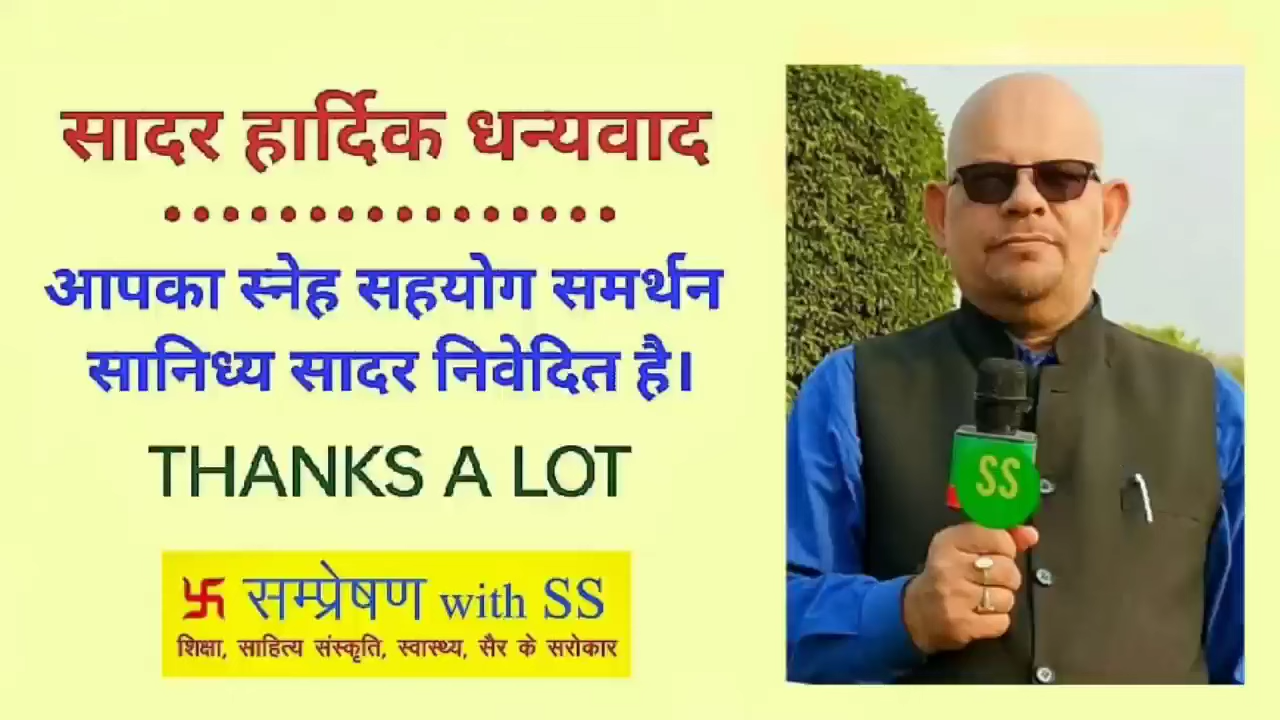 सादर हार्दिक धन्यवाद
आपका स्नेह सहयोग समर्थन
सानिध्य सादर निवेदित है।
THANKS A LOT
सम्प्रेषण with SS
शिक्षा, साहित्य संस्कृति, स्वास्थ्य, सैर के सरोकार
SS